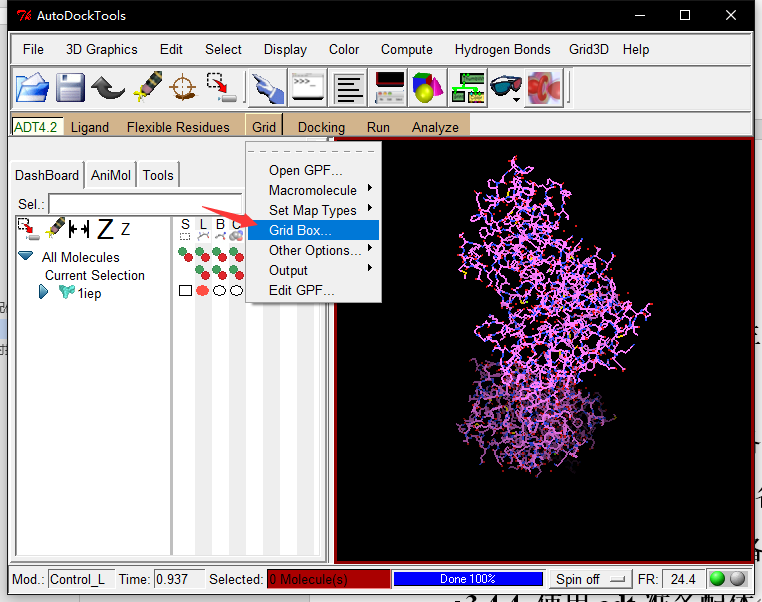 AutoDockTools
File 3D Graphics Edit Select Display Color Compute Hydrogen Bonds Grid3D Help
ADT4.2 Ligand Flexible Residues Grid Docking Run Analyze
Open GPF...
Macromolecule
Set Map Types
Grid Box...
Other Options...
Output
Edit GPF...
DashBoard AniMol Tools
Sel.:
Z Z S L B C
All Molecules
Current Selection
1iep
Mod.: Control_L Time: 0.937 Selected: 0 Molecule(s) Done 100% Spin off FR: 24.4